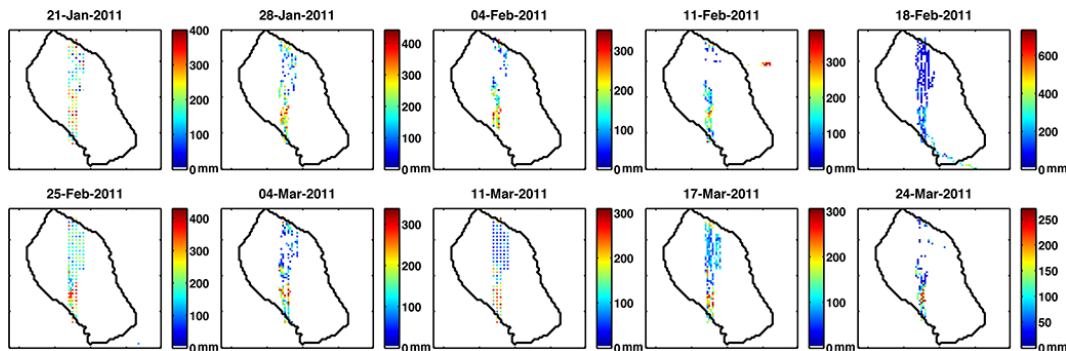 21-Jan-2011 28-Jan-2011 04-Feb-2011 11-Feb-2011 18-Feb-2011
400 300 200 100 0 mm
400 300 200 100 0 mm
300 200 100 0 mm
300 200 100 0 mm
600 400 200 0 mm
25-Feb-2011 04-Mar-2011 11-Mar-2011 17-Mar-2011 24-Mar-2011
400 300 200 100 0 mm
300 200 100 0 mm
300 200 100 0 mm
300 200 100 0 mm
250 200 150 100 50 0 mm